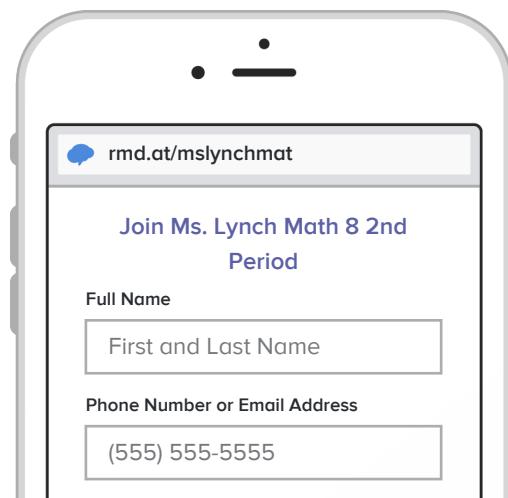 rmd.at/mslynchmat
Join Ms. Lynch Math 8 2nd
Period
Full Name
First and Last Name
Phone Number or Email Address
(555) 555-5555